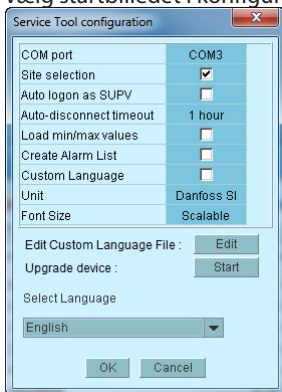 Service Tool configuration
COM port COM3
Site selection
Auto logon as SUPV
Auto-disconnect timeout 1 hour
Load min/max values
Create Alarm List
Custom Language
Unit Danfoss SI
Font Size Scalable
Edit Custom Language File : Edit
Upgrade device : Start
Select Language
English
OK Cancel